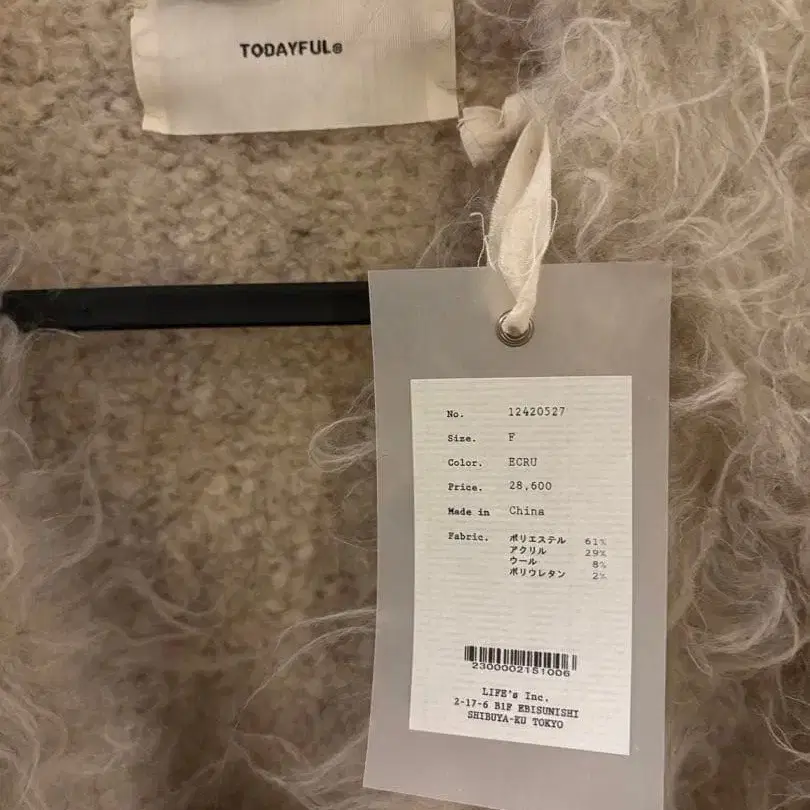 TODAYFUL®
No. 12420527
Size. F
Color. ECRU
Price. 28,600
Made in China
Fabric. ポリエステル 61%
アクリル 29%
ウール 8%
ポリウレタン 2%
2300002151006
LIFE's Inc.
2-17-6 B1F EBISUNISHI
SHIBUYA-KU TOKYO